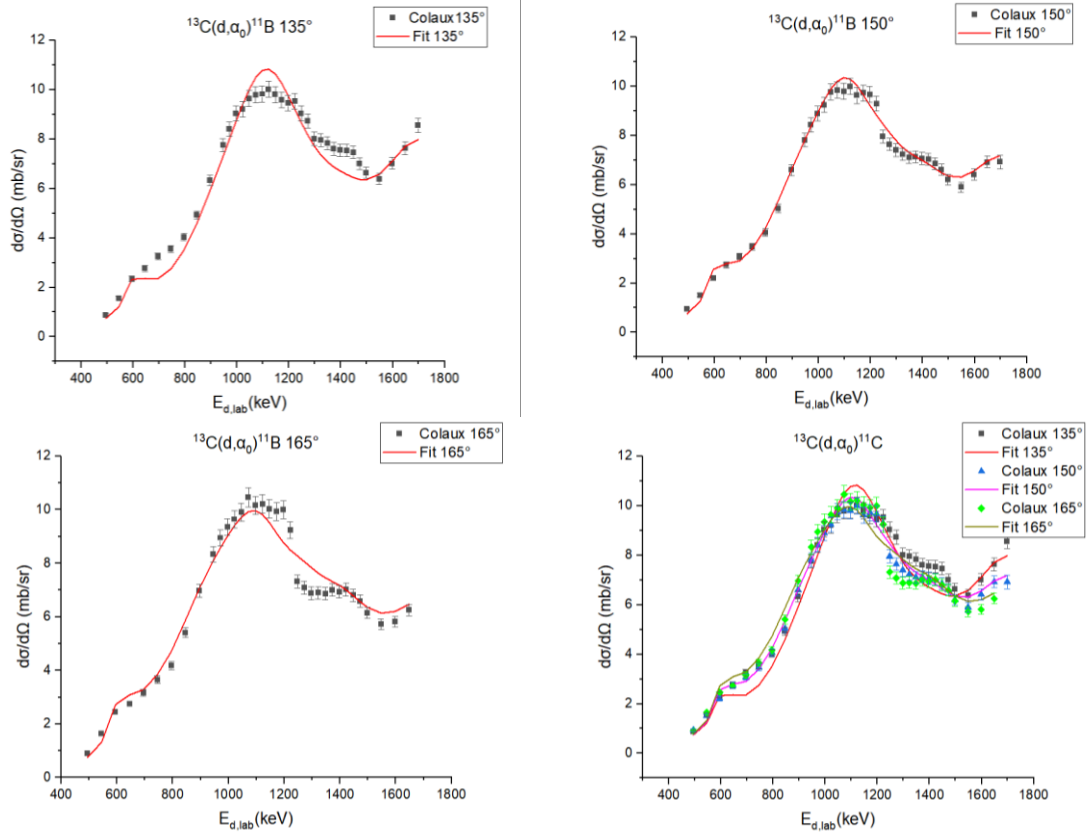 ¹³C(d,α₀)¹¹B 135°
Colaux135°
Fit 135°
12
10
8
6
4
2
0
dσ/dΩ (mb/sr)
400 600 800 1000 1200 1400 1600 1800
E_d,lab(keV)
¹³C(d,α₀)¹¹B 150°
Colaux 150°
Fit 150°
12
10
8
6
4
2
0
dσ/dΩ (mb/sr)
400 600 800 1000 1200 1400 1600 1800
E_d,lab(keV)
¹³C(d,α₀)¹¹B 165°
Colaux 165°
Fit 165°
12
10
8
6
4
2
0
dσ/dΩ (mb/sr)
400 600 800 1000 1200 1400 1600 1800
E_d,lab(keV)
¹³C(d,α₀)¹¹C
Colaux 135°
Fit 135°
Colaux 150°
Fit 150°
Colaux 165°
Fit 165°
12
10
8
6
4
2
0
dσ/dΩ (mb/sr)
400 600 800 1000 1200 1400 1600 1800
E_d,lab(keV)